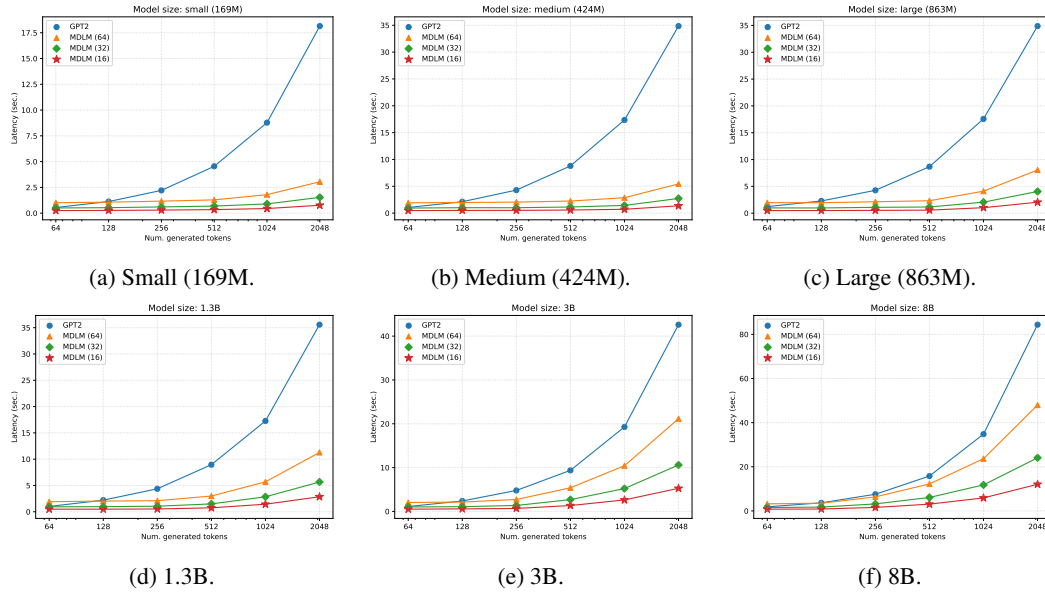 Model size: small (169M)
GPT2
MDLM (64)
MDLM (32)
MDLM (16)
17.5
15.0
12.5
10.0
7.5
5.0
2.5
0.0
Latency (sec.)
64 128 256 512 1024 2048
Num. generated tokens
(a) Small (169M.
Model size: medium (424M)
GPT2
MDLM (64)
MDLM (32)
MDLM (16)
35
30
25
20
15
10
5
0
Latency (sec.)
64 128 256 512 1024 2048
Num. generated tokens
(b) Medium (424M).
Model size: large (863M)
GPT2
MDLM (64)
MDLM (32)
MDLM (16)
35
30
25
20
15
10
5
0
Latency (sec.)
64 128 256 512 1024 2048
Num. generated tokens
(c) Large (863M).
Model size: 1.3B
GPT2
MDLM (64)
MDLM (32)
MDLM (16)
35
30
25
20
15
10
5
0
Latency (sec.)
64 128 256 512 1024 2048
Num. generated tokens
(d) 1.3B.
Model size: 3B
GPT2
MDLM (64)
MDLM (32)
MDLM (16)
40
30
20
10
0
Latency (sec.)
64 128 256 512 1024 2048
Num. generated tokens
(e) 3B.
Model size: 8B
GPT2
MDLM (64)
MDLM (32)
MDLM (16)
80
60
40
20
0
Latency (sec.)
64 128 256 512 1024 2048
Num. generated tokens
(f) 8B.